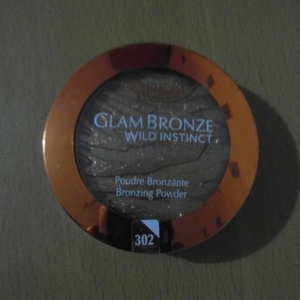 GLAM BRONZE
WILD INSTINCT
Poudre Bronzante
Bronzing Powder
302